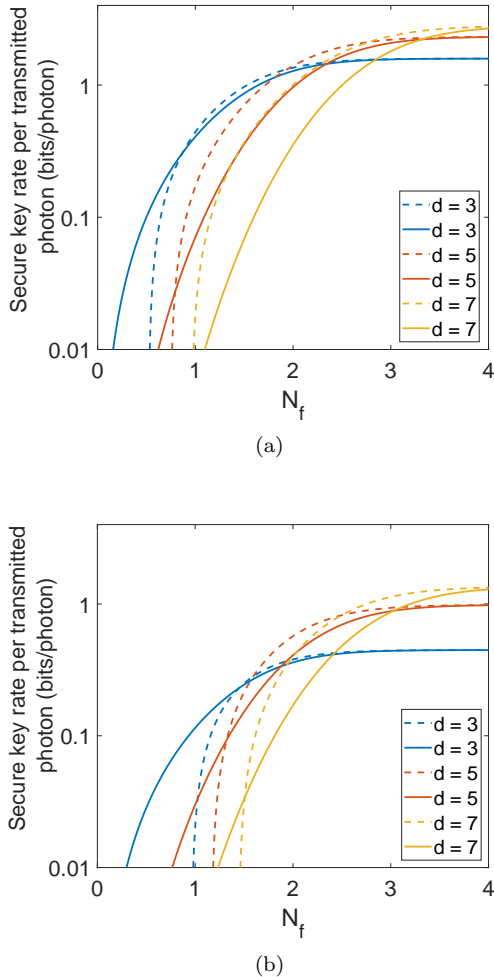 Secure key rate per transmitted
photon (bits/photon)
1
0.1
0.01
0 1 2 3 4
N_f
d = 3
d = 3
d = 5
d = 5
d = 7
d = 7
(a)
Secure key rate per transmitted
photon (bits/photon)
1
0.1
0.01
0 1 2 3 4
N_f
d = 3
d = 3
d = 5
d = 5
d = 7
d = 7
(b)